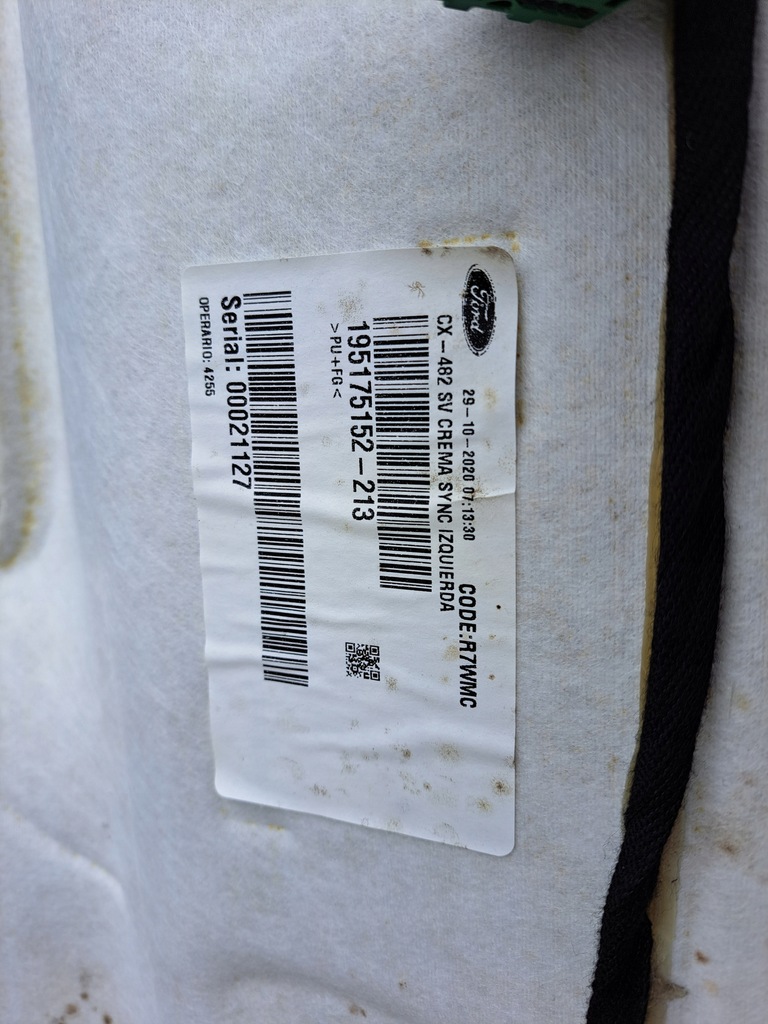 Ford
29-10-2020 07:13:30 CODE:R7WMC
CX-482 SV CREMA SYNC IZQUIERDA
195175152-213
>PU+FG<
Serial: 00021127
OPERARIO: 4256